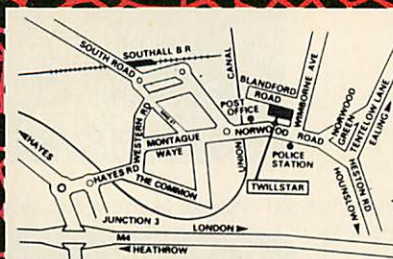 SOUTHALL B R
SOUTH ROAD
CANAL
BLANDFORD
ROAD
WIMBORNE AVE
POST
OFFICE
NORWOOD
ROAD
NORWOOD
GREEN
TENTELOW LANE
EALING
WESTERN RD
MONTAGUE
WAYE
HAYES
HAYES RD
THE COMMON
UNION
POLICE
STATION
TWILLSTAR
HESTON RD
HOUNSLOW
JUNCTION 3
LONDON
M4
HEATHROW